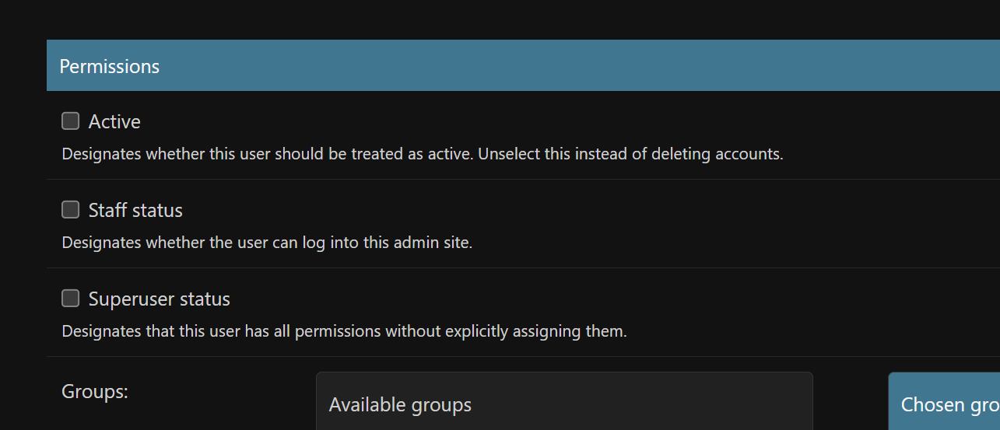 Permissions
Active
Designates whether this user should be treated as active. Unselect this instead of deleting accounts.
Staff status
Designates whether the user can log into this admin site.
Superuser status
Designates that this user has all permissions without explicitly assigning them.
Groups:
Available groups
Chosen gro